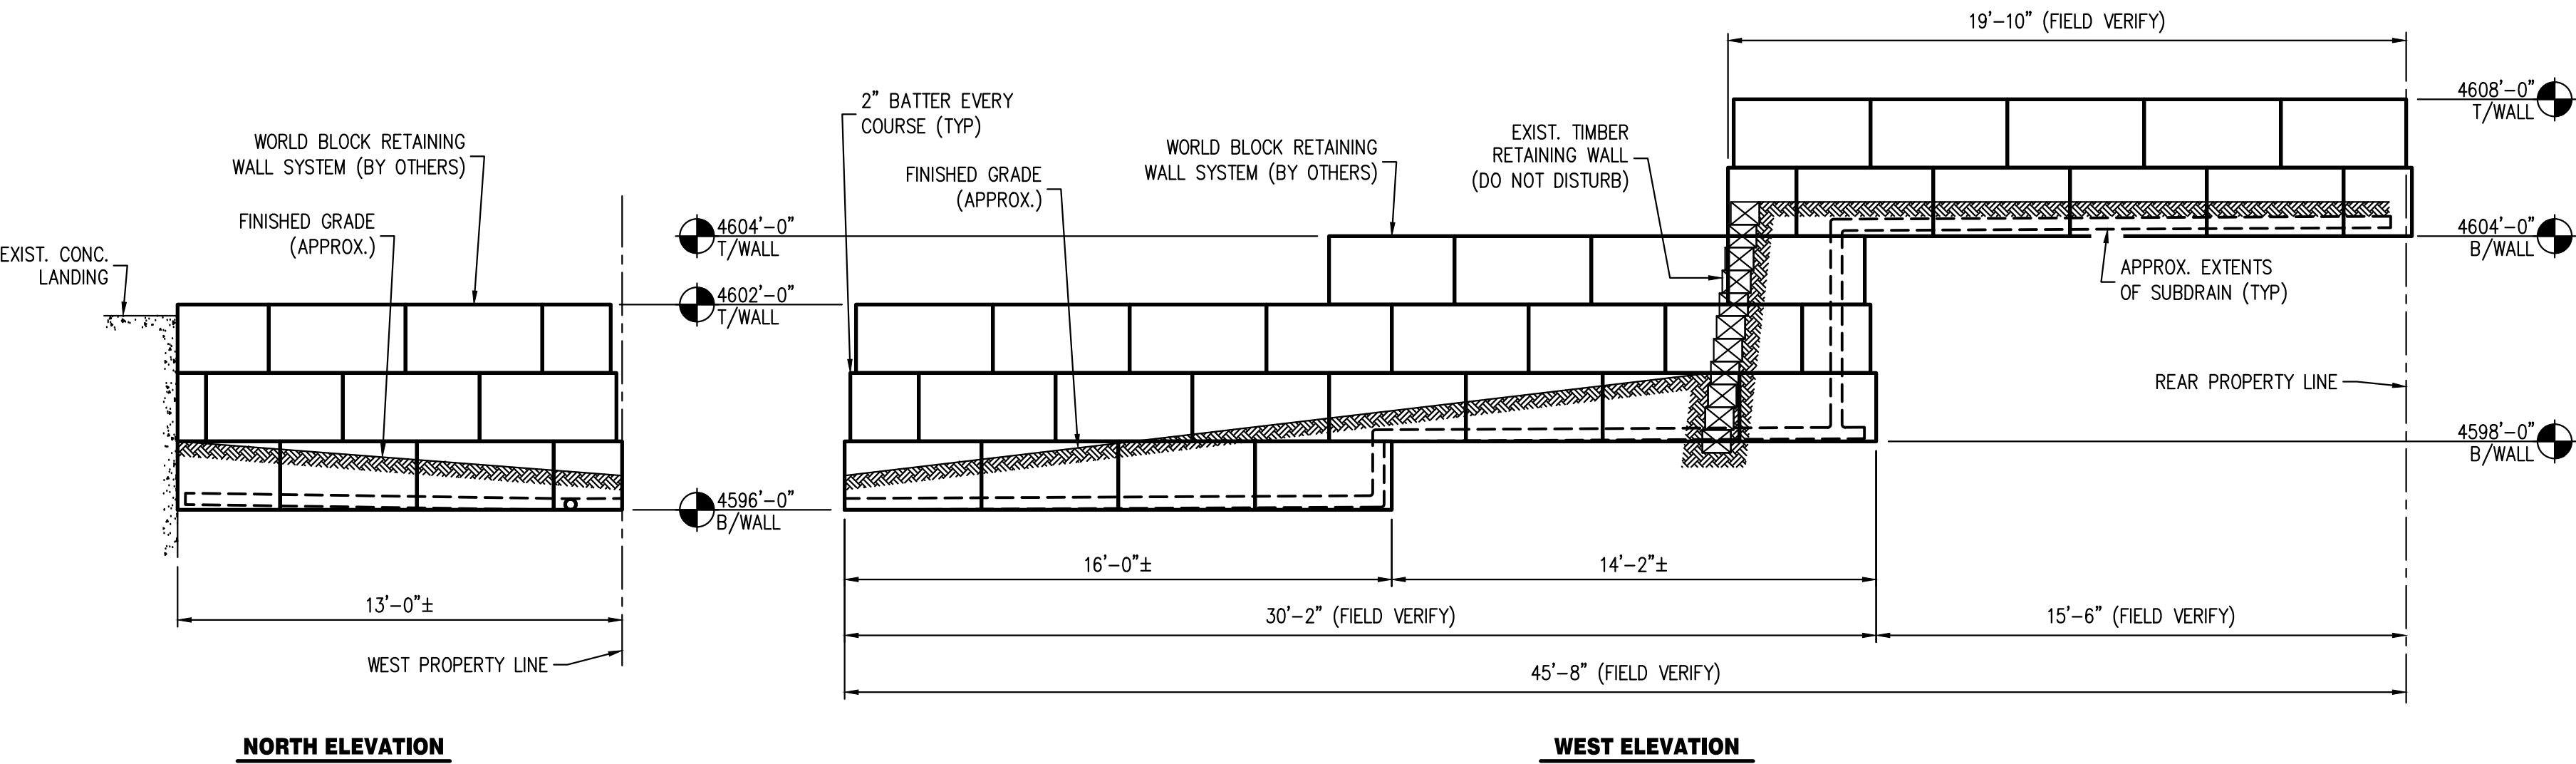 EXIST. CONC.
LANDING
WORLD BLOCK RETAINING
WALL SYSTEM (BY OTHERS)
FINISHED GRADE
(APPROX.)
13'-0"±
WEST PROPERTY LINE
NORTH ELEVATION
4604'-0"
T/WALL
4602'-0"
T/WALL
4596'-0"
B/WALL
2" BATTER EVERY
COURSE (TYP)
FINISHED GRADE
(APPROX.)
WORLD BLOCK RETAINING
WALL SYSTEM (BY OTHERS)
EXIST. TIMBER
RETAINING WALL
(DO NOT DISTURB)
19'-10" (FIELD VERIFY)
4608'-0"
T/WALL
4604'-0"
B/WALL
APPROX. EXTENTS
OF SUBDRAIN (TYP)
REAR PROPERTY LINE
4598'-0"
B/WALL
16'-0"±
14'-2"±
30'-2" (FIELD VERIFY)
15'-6" (FIELD VERIFY)
45'-8" (FIELD VERIFY)
WEST ELEVATION